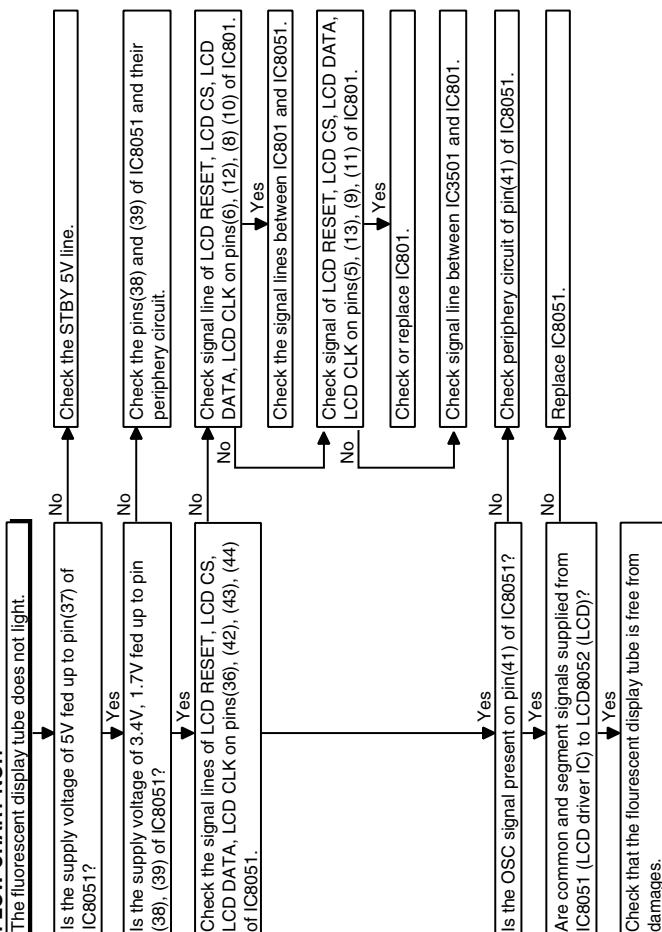 The fluorescent display tube does not light.
Is the supply voltage of 5V fed up to pin(37) of
IC8051?
No
Check the STBY 5V line.
Yes
Is the supply voltage of 3.4V, 1.7V fed up to pin
(38), (39) of IC8051?
No
Check the pins(38) and (39) of IC8051 and their
periphery circuit.
Yes
Check the signal lines of LCD RESET, LCD CS,
LCD DATA, LCD CLK on pins(36), (42), (43), (44)
of IC8051.
No
Check signal line of LCD RESET, LCD CS, LCD
DATA, LCD CLK on pins(6), (12), (8) (10) of IC801.
Yes
Check the signal lines between IC801 and IC8051.
No
Check signal of LCD RESET, LCD CS, LCD DATA,
LCD CLK on pins(5), (13), (9), (11) of IC801.
Yes
Check or replace IC801.
No
Check signal line between IC3501 and IC801.
Yes
Is the OSC signal present on pin(41) of IC8051?
No
Check periphery circuit of pin(41) of IC8051.
Yes
Are common and segment signals supplied from
IC8051 (LCD driver IC) to LCD8052 (LCD)?
No
Replace IC8051.
Yes
Check that the flourescent display tube is free from
damages.